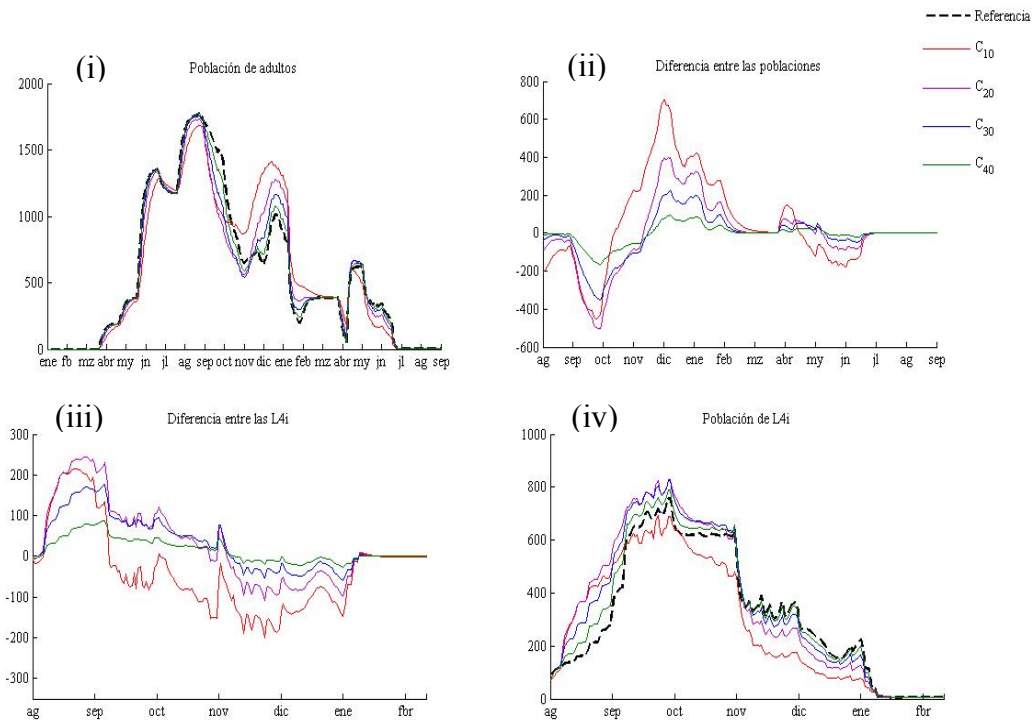 (i)
Población de adultos
2000
1500
1000
500
0
ene fb mz abr my jn jl ag sep oct nov dic ene feb mz abr my jn jl ag sep
(ii)
Diferencia entre las poblaciones
800
600
400
200
0
-200
-400
-600
ag sep oct nov dic ene feb mz abr my jn jl ag sep
Referencia
C10
C20
C30
C40
(iii)
Diferencia entre las L4i
300
200
100
0
-100
-200
-300
ag sep oct nov dic ene fbr
(iv)
Población de L4i
1000
800
600
400
200
0
ag sep oct nov dic ene fbr